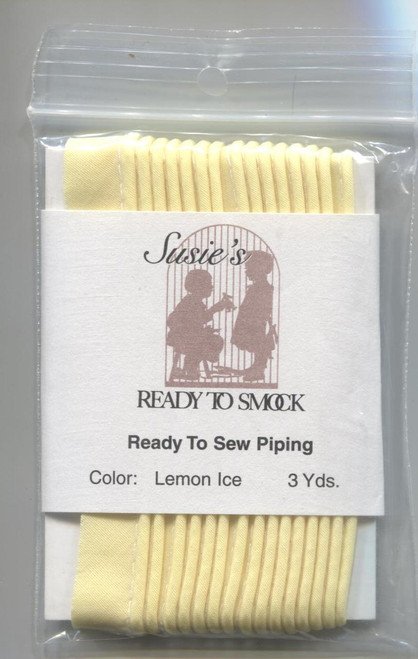 Susie's
READY TO SMOCK
Ready To Sew Piping
Color: Lemon Ice 3 Yds.